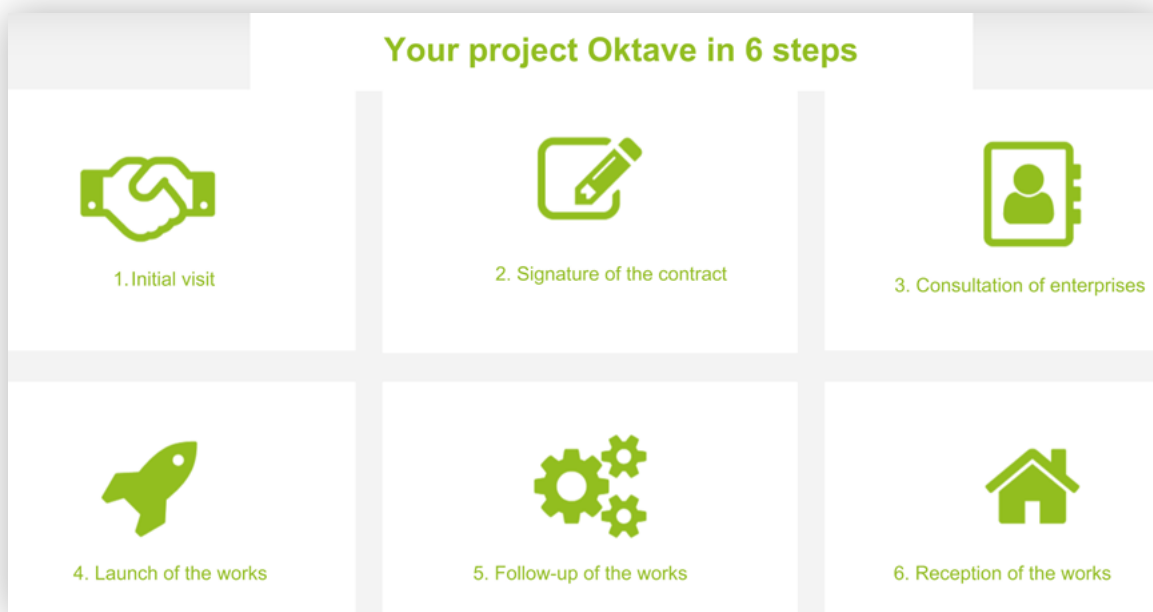 Your project Oktave in 6 steps
1. Initial visit
2. Signature of the contract
3. Consultation of enterprises
4. Launch of the works
5. Follow-up of the works
6. Reception of the works